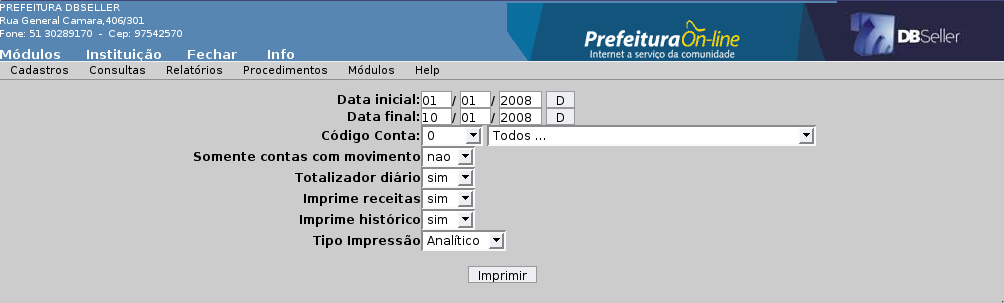 PREFEITURA DBSELLER
Rua General Camara,406/301
Fone: 51 30289170 - Cep: 97542570
PrefeituraOn-line
Internet a serviço da comunidade
DBSeller
Módulos Instituição Fechar Info
Cadastros Consultas Relatórios Procedimentos Módulos Help
Data inicial: 01 / 01 / 2008 D
Data final: 10 / 01 / 2008 D
Código Conta: 0 Todos ...
Somente contas com movimento nao
Totalizador diário sim
Imprime receitas sim
Imprime histórico sim
Tipo Impressão Analítico
Imprimir